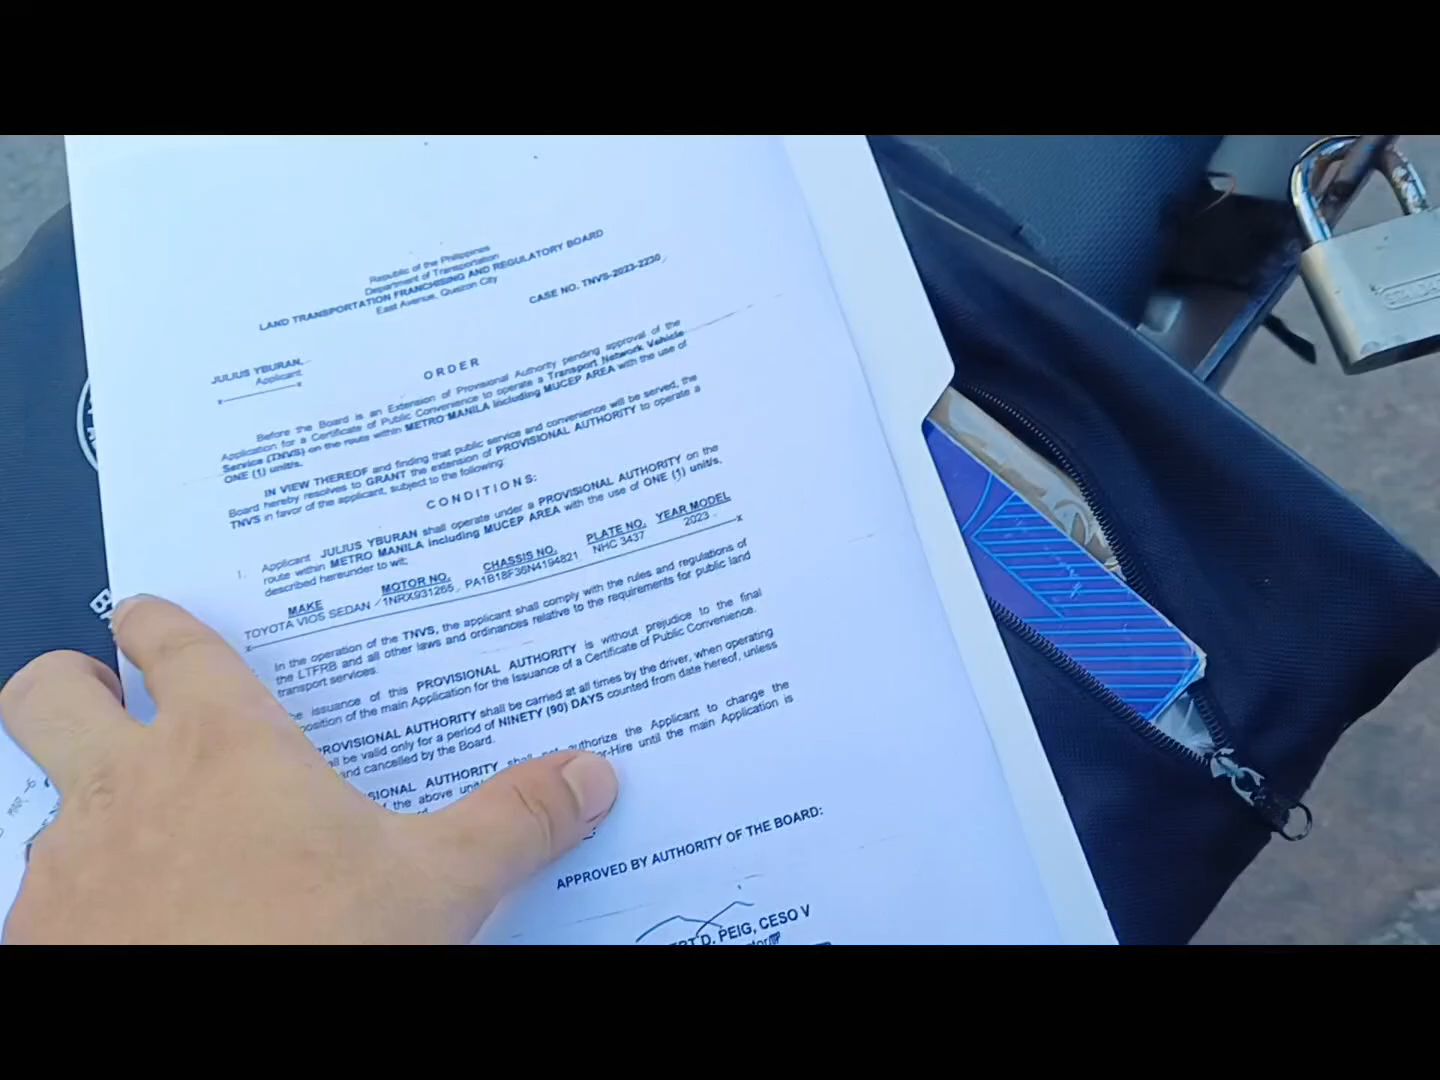 Republic of the Philippines
Department of Transportation
LAND TRANSPORTATION FRANCHISING AND REGULATORY BOARD
East Avenue, Quezon City
CASE NO. TNVS-2023-2230
JULIUS YBURAN,
Applicant
x
ORDER
Before the Board is an Extension of Provisional Authority pending approval of the
Application for a Certificate of Public Convenience to operate a Transport Network Vehicle
Service (TNVS) on the route within METRO MANILA including MUCEP AREA with the use of
ONE (1) unit/s.
IN VIEW THEREOF and finding that public service and convenience will be served, the
Board hereby resolves to GRANT the extension of PROVISIONAL AUTHORITY to operate a
TNVS in favor of the applicant, subject to the following:
CONDITIONS:
1. Applicant JULIUS YBURAN shall operate under a PROVISIONAL AUTHORITY on the
route within METRO MANILA including MUCEP AREA with the use of ONE (1) unit/s,
described hereunder to wit:
MAKE MOTOR NO. CHASSIS NO. PLATE NO. YEAR MODEL
TOYOTA VIOS SEDAN 1NRX931265 PA1B18F36N4194821 NHC 3437 2023
x x
In the operation of the TNVS, the applicant shall comply with the rules and regulations of
the LTFRB and all other laws and ordinances relative to the requirements for public land
transport services.
issuance of this PROVISIONAL AUTHORITY is without prejudice to the final
position of the main Application for the Issuance of a Certificate of Public Convenience.
PROVISIONAL AUTHORITY shall be carried at all times by the driver, when operating
be valid only for a period of NINETY (90) DAYS counted from date hereof, unless
and cancelled by the Board.
SIONAL AUTHORITY authorize the Applicant to change the
the above Hire until the main Application is
APPROVED BY AUTHORITY OF THE BOARD:
D. PEIG, CESO V